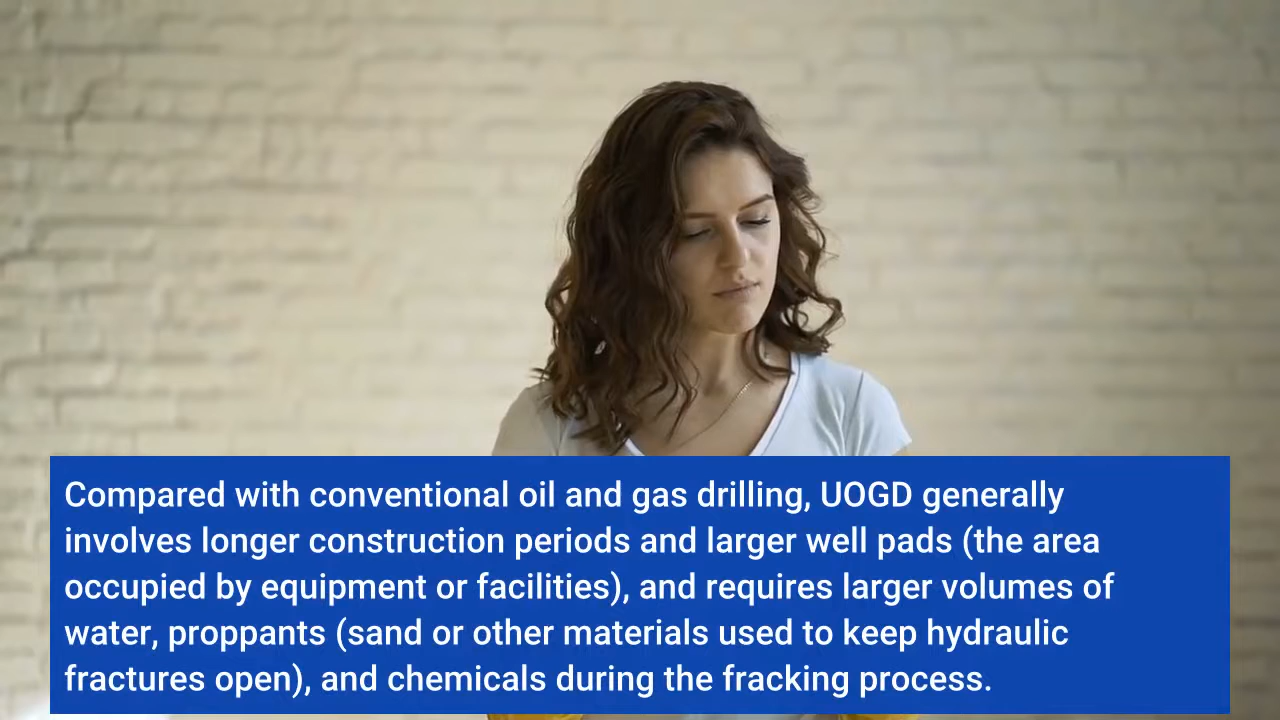 Compared with conventional oil and gas drilling, UOGD generally
involves longer construction periods and larger well pads (the area
occupied by equipment or facilities), and requires larger volumes of
water, proppants (sand or other materials used to keep hydraulic
fractures open), and chemicals during the fracking process.